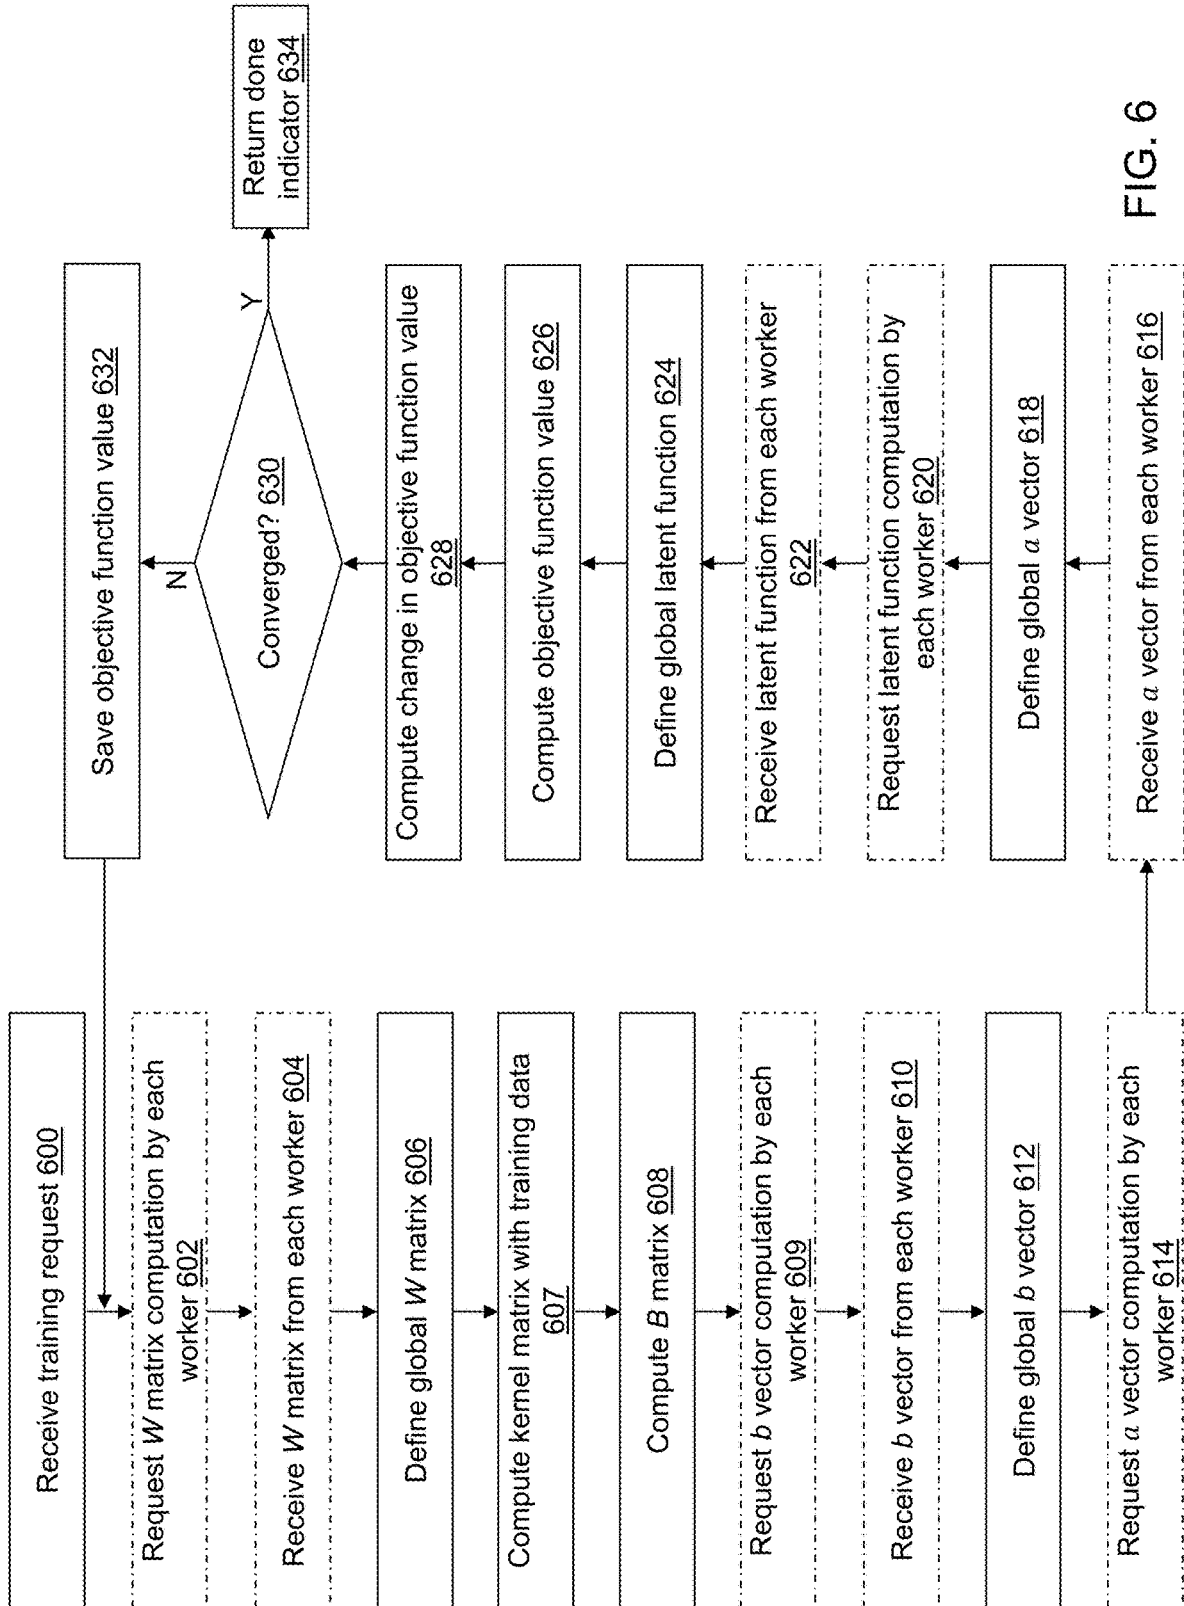 Receive training request 600
Request W matrix computation by each
worker 602
Receive W matrix from each worker 604
Define global W matrix 606
Compute kernel matrix with training data
607
Compute B matrix 608
Request b vector computation by each
worker 609
Receive b vector from each worker 610
Define global b vector 612
Request a vector computation by each
worker 614
Receive a vector from each worker 616
Define global a vector 618
Request latent function computation by
each worker 620
Receive latent function from each worker
622
Define global latent function 624
Compute objective function value 626
Compute change in objective function value
628
Converged? 630
N
Y
Save objective function value 632
Return done
indicator 634
FIG. 6